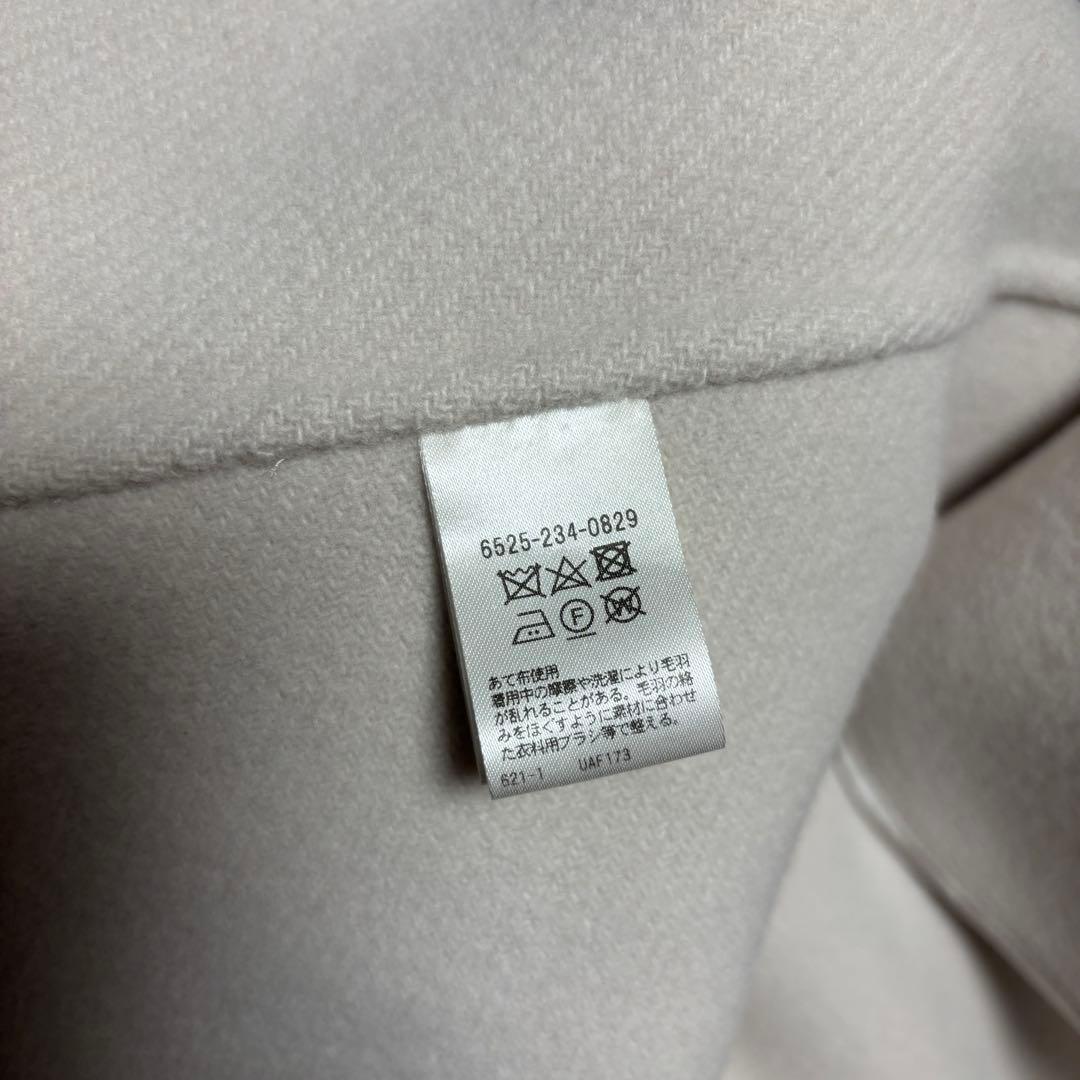 6525-234-0829
F W
あて布使用
着用中の摩擦や洗濯により毛羽
が乱れることがある。毛羽の絡
みをほぐすように素材に合わせ
た衣料用ブラシ等で整える。
621-1 UAF173